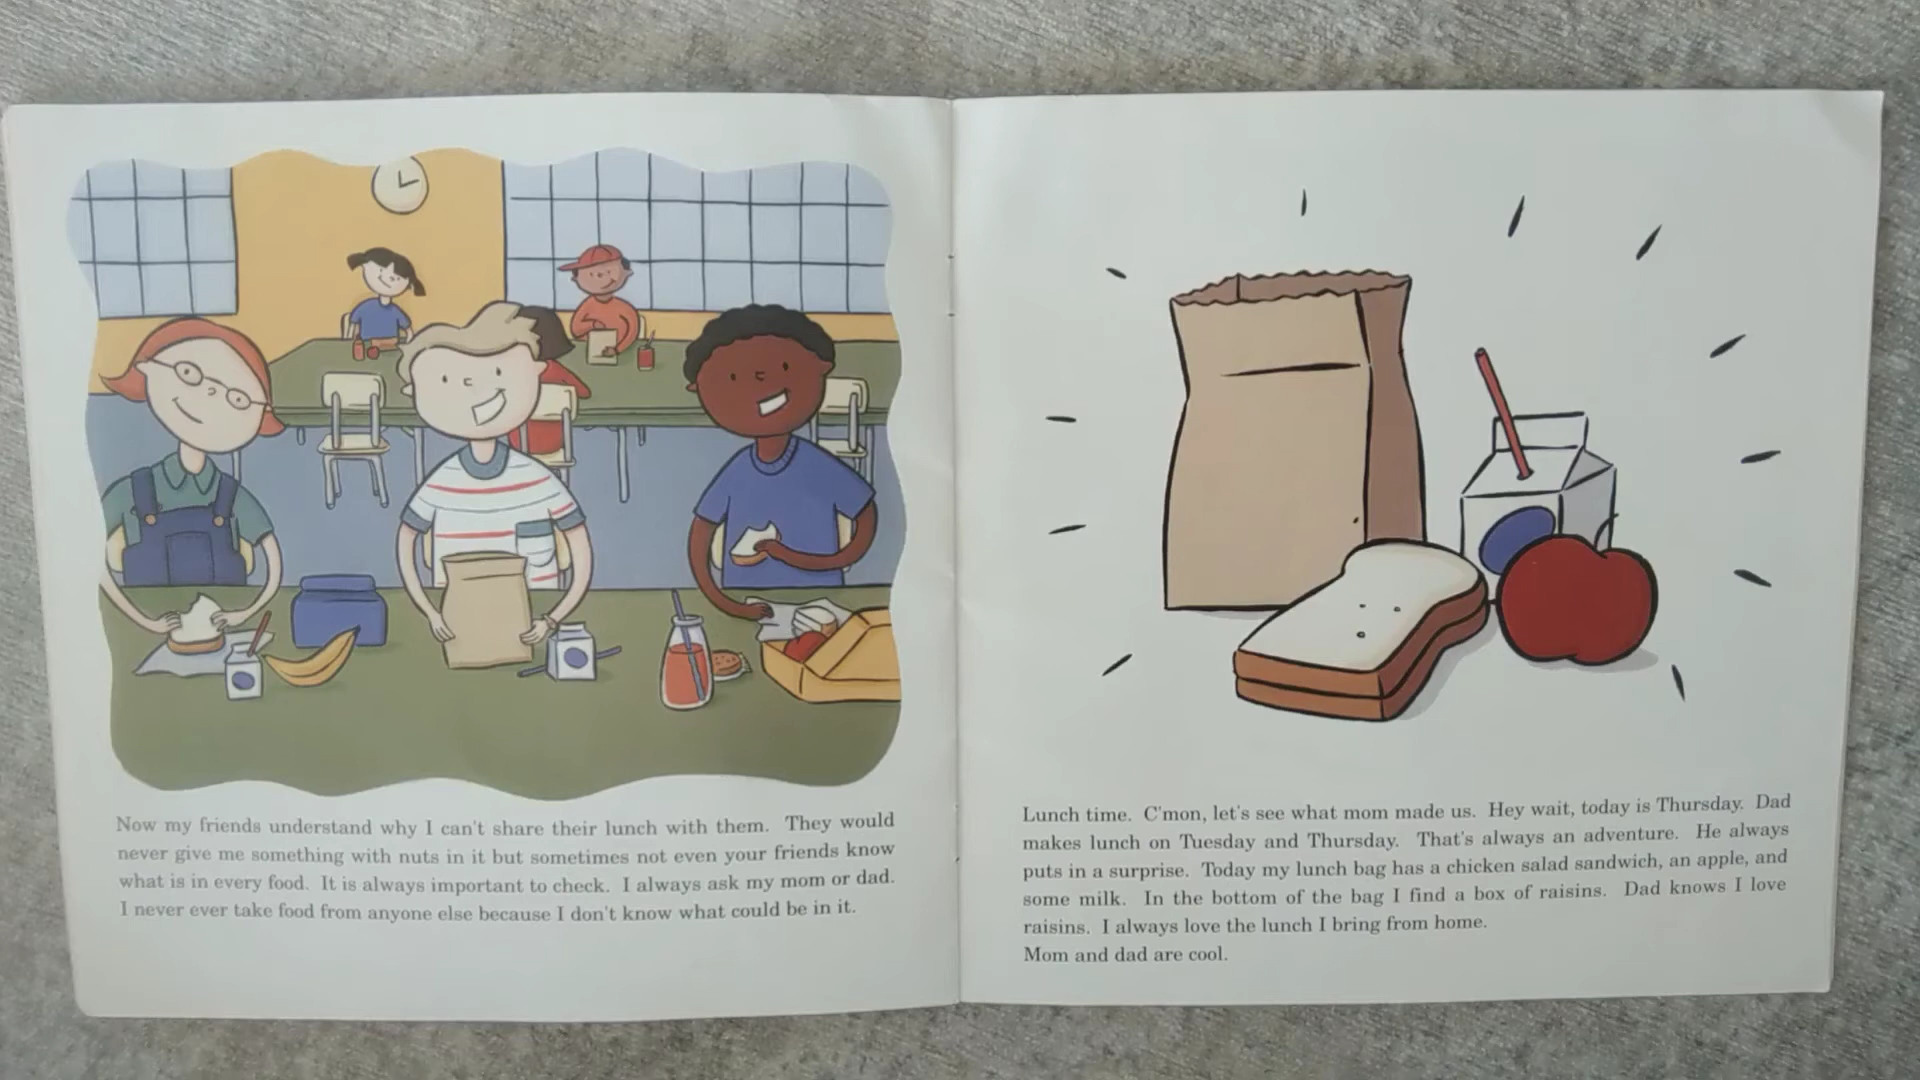 Now my friends understand why I can't share their lunch with them. They would
never give me something with nuts in it but sometimes not even your friends know
what is in every food. It is always important to check. I always ask my mom or dad.
I never ever take food from anyone else because I don't know what could be in it.
Lunch time. C'mon, let's see what mom made us. Hey wait, today is Thursday. Dad
makes lunch on Tuesday and Thursday. That's always an adventure. He always
puts in a surprise. Today my lunch bag has a chicken salad sandwich, an apple, and
some milk. In the bottom of the bag I find a box of raisins. Dad knows I love
raisins. I always love the lunch I bring from home.
Mom and dad are cool.